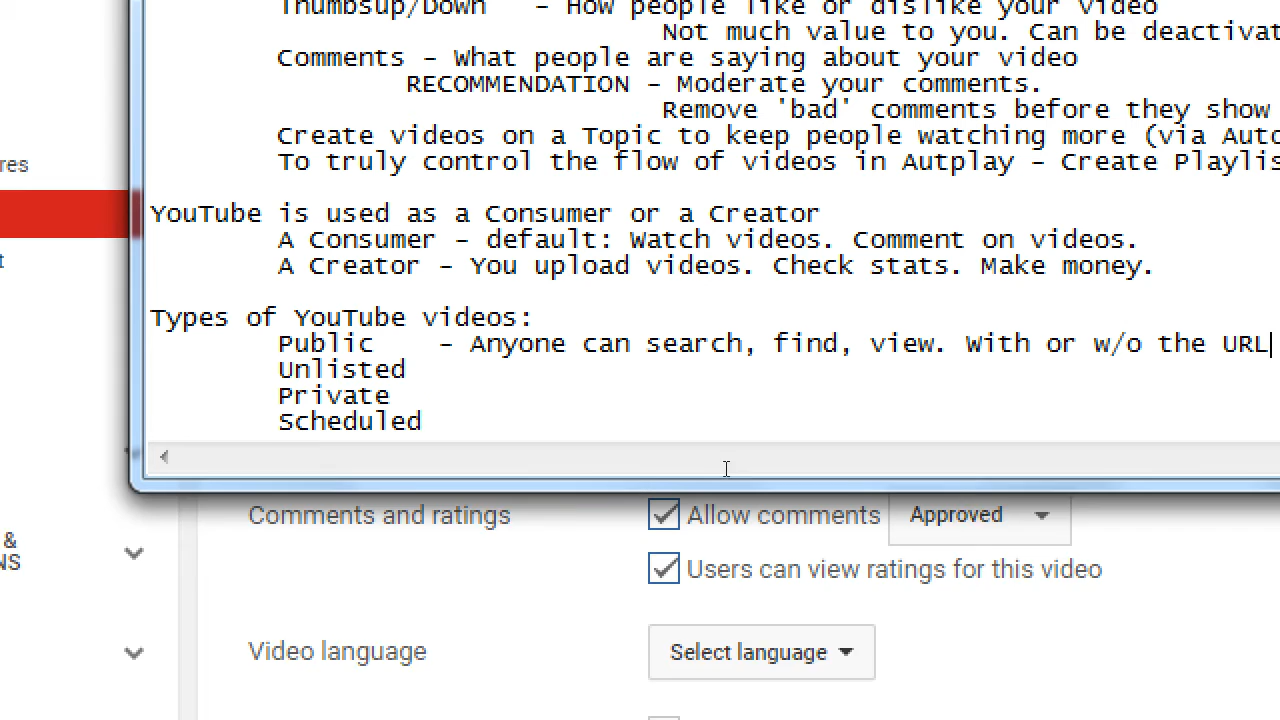 Thumbsup/Down - How people like or dislike your video
Not much value to you. Can be deactivat
Comments - What people are saying about your video
RECOMMENDATION - Moderate your comments.
Remove 'bad' comments before they show
Create videos on a Topic to keep people watching more (via Auto
To truly control the flow of videos in Autplay - Create Playlis
YouTube is used as a Consumer or a Creator
A Consumer - default: Watch videos. Comment on videos.
A Creator - You upload videos. Check stats. Make money.
Types of YouTube videos:
Public - Anyone can search, find, view. With or w/o the URL
Unlisted
Private
Scheduled
res
t
&
NS
Comments and ratings
Allow comments
Approved
Users can view ratings for this video
Video language
Select language